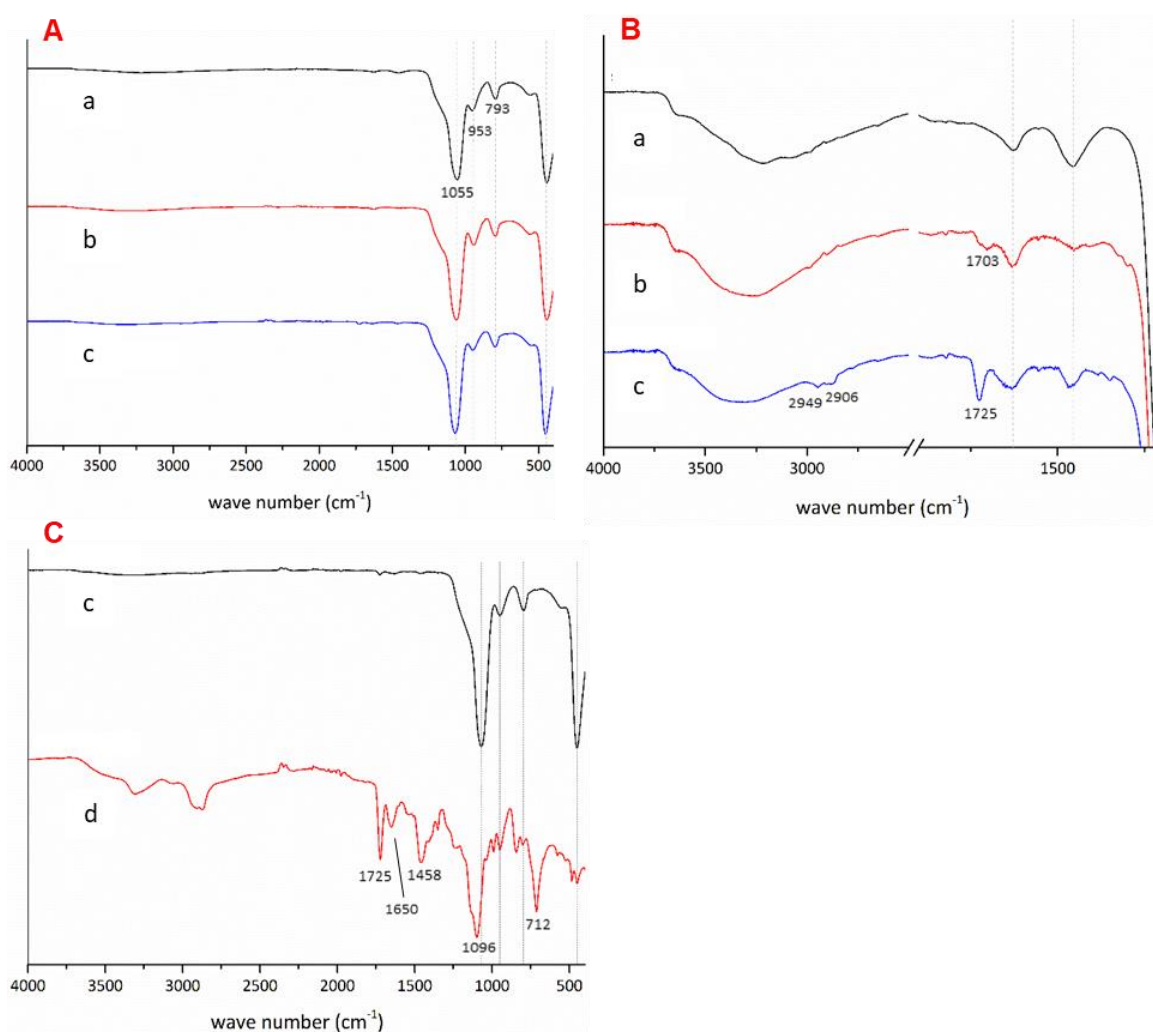 A
a
793
953
1055
b
c
4000 3500 3000 2500 2000 1500 1000 500
wave number (cm-1)
B
a
b
1703
c
2949 2906
1725
4000 3500 3000 1500
wave number (cm-1)
C
c
d
1725
1458
1650
712
1096
4000 3500 3000 2500 2000 1500 1000 500
wave number (cm-1)